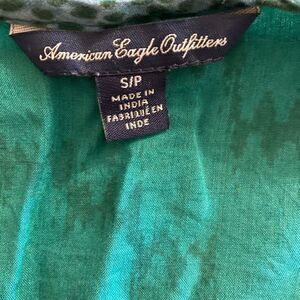 American Eagle Outfitters
S/P
MADE IN
INDIA
FABRIQUÉ EN
INDE